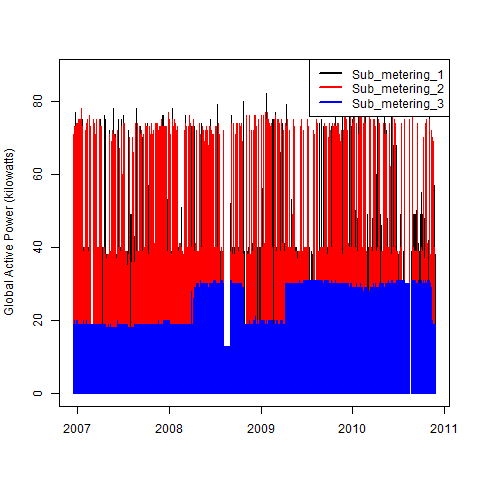 Sub_metering_1
Sub_metering_2
Sub_metering_3
Global Active Power (kilowatts)
80
60
40
20
0
2007 2008 2009 2010 2011